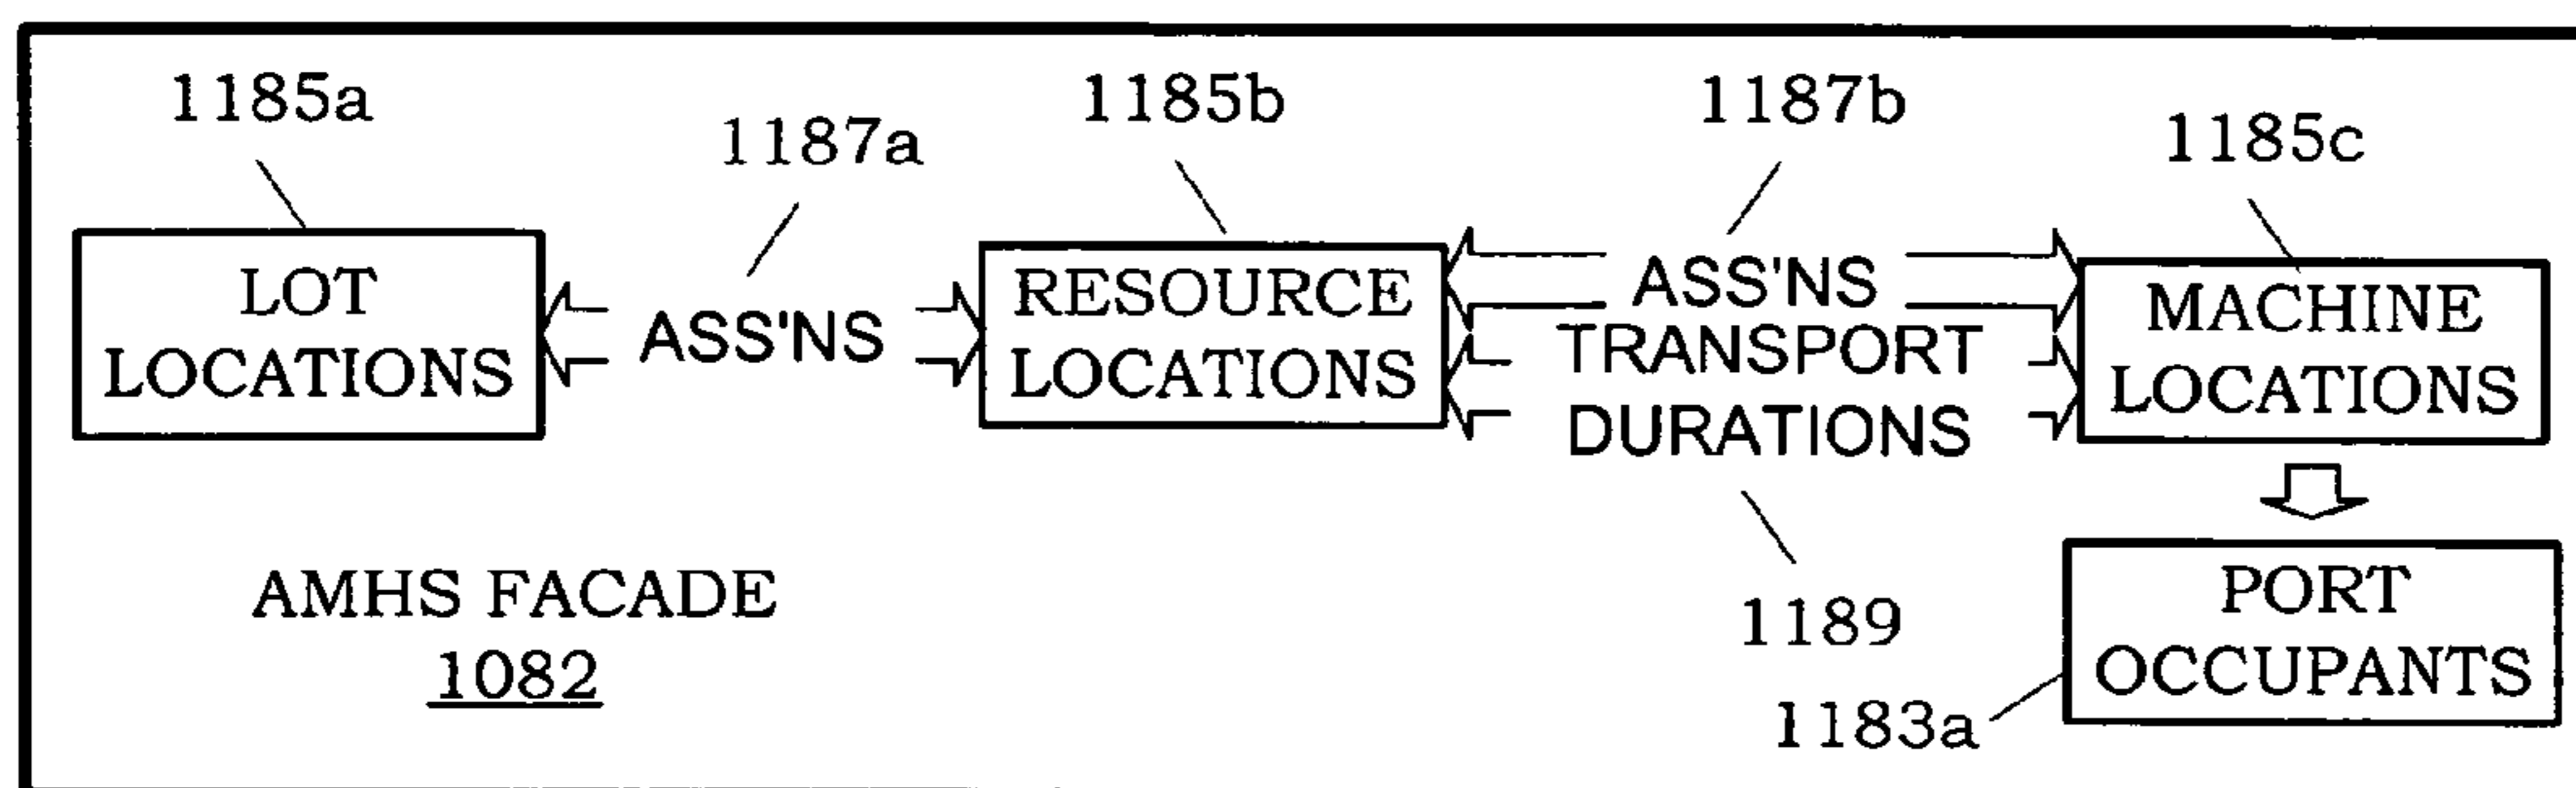 1185a
1187a
1185b
1187b
1185c
LOT
LOCATIONS
ASS'NS
RESOURCE
LOCATIONS
ASS'NS
TRANSPORT
DURATIONS
MACHINE
LOCATIONS
AMHS FACADE
1082
1189
PORT
OCCUPANTS
1183a